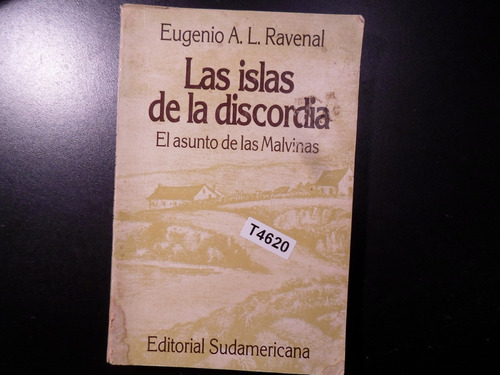 Eugenio A. L. Ravenal
Las islas
de la discordia
El asunto de las Malvinas
T4620
Editorial Sudamericana